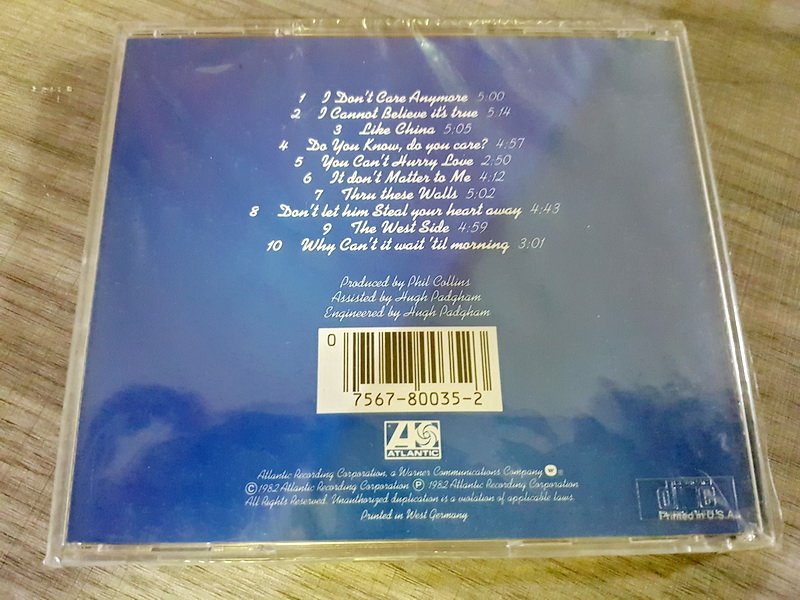 1 I Don't Care Anymore 5:00
2 I Cannot Believe it's true 5:14
3 Like China 5:05
4 Do You Know, do you care? 4:57
5 You Can't Hurry Love 2:50
6 It don't Matter to Me 4:12
7 Thru these Walls 5:02
8 Don't let him Steal your heart away 4:43
9 The West Side 4:59
10 Why Can't it wait 'til morning 3:01
Produced by Phil Collins
Assisted by Hugh Padgham
Engineered by Hugh Padgham
0
7567-80035-2
ATLANTIC
Atlantic Recording Corporation, a Warner Communications Company
© 1982 Atlantic Recording Corporation ℗ 1982 Atlantic Recording Corporation
All Rights Reserved. Unauthorized duplication is a violation of applicable laws.
Printed in West Germany
Printed in U.S.A.